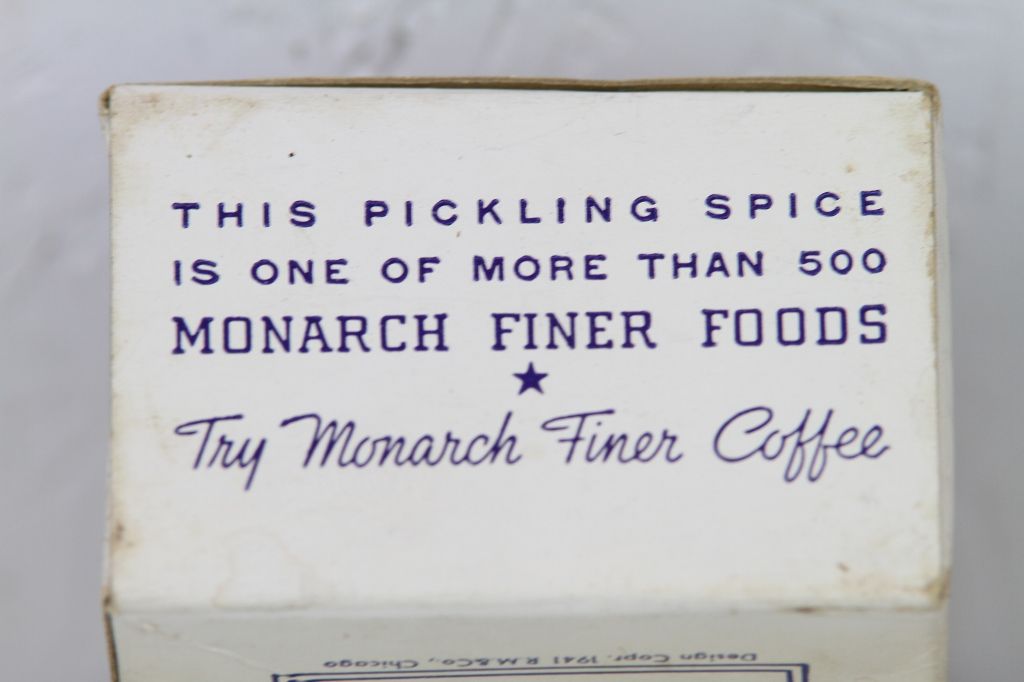 THIS PICKLING SPICE
IS ONE OF MORE THAN 500
MONARCH FINER FOODS
Try Monarch Finer Coffee
Design Copr. 1941 R.M.&Co., Chicago